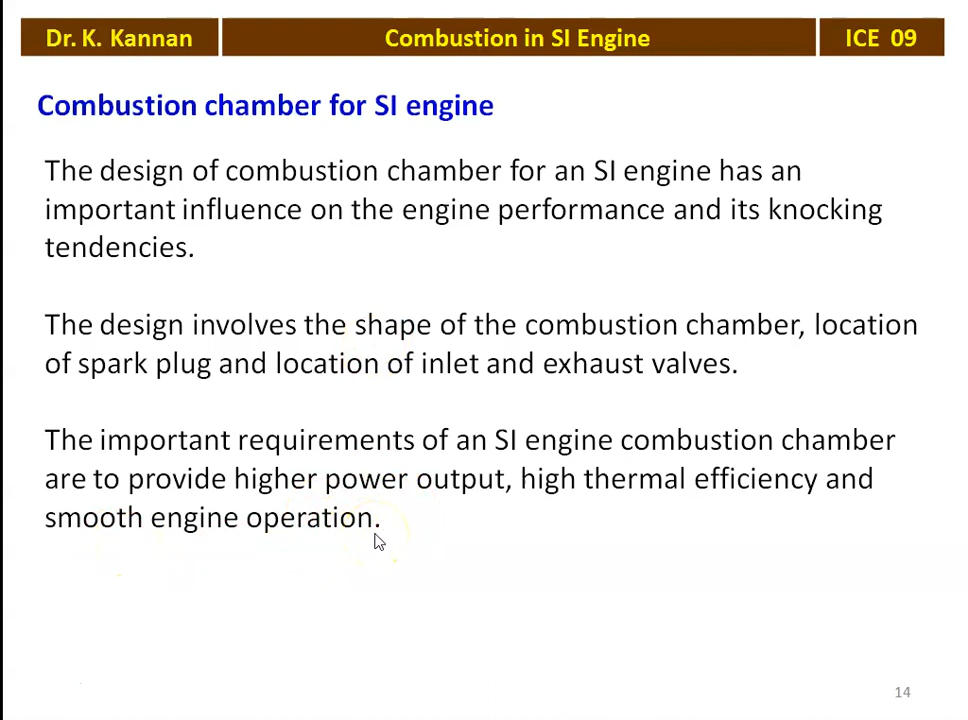 Dr. K. Kannan
Combustion in SI Engine
ICE 09
Combustion chamber for SI engine
The design of combustion chamber for an SI engine has an
important influence on the engine performance and its knocking
tendencies.
The design involves the shape of the combustion chamber, location
of spark plug and location of inlet and exhaust valves.
The important requirements of an SI engine combustion chamber
are to provide higher power output, high thermal efficiency and
smooth engine operation.
14